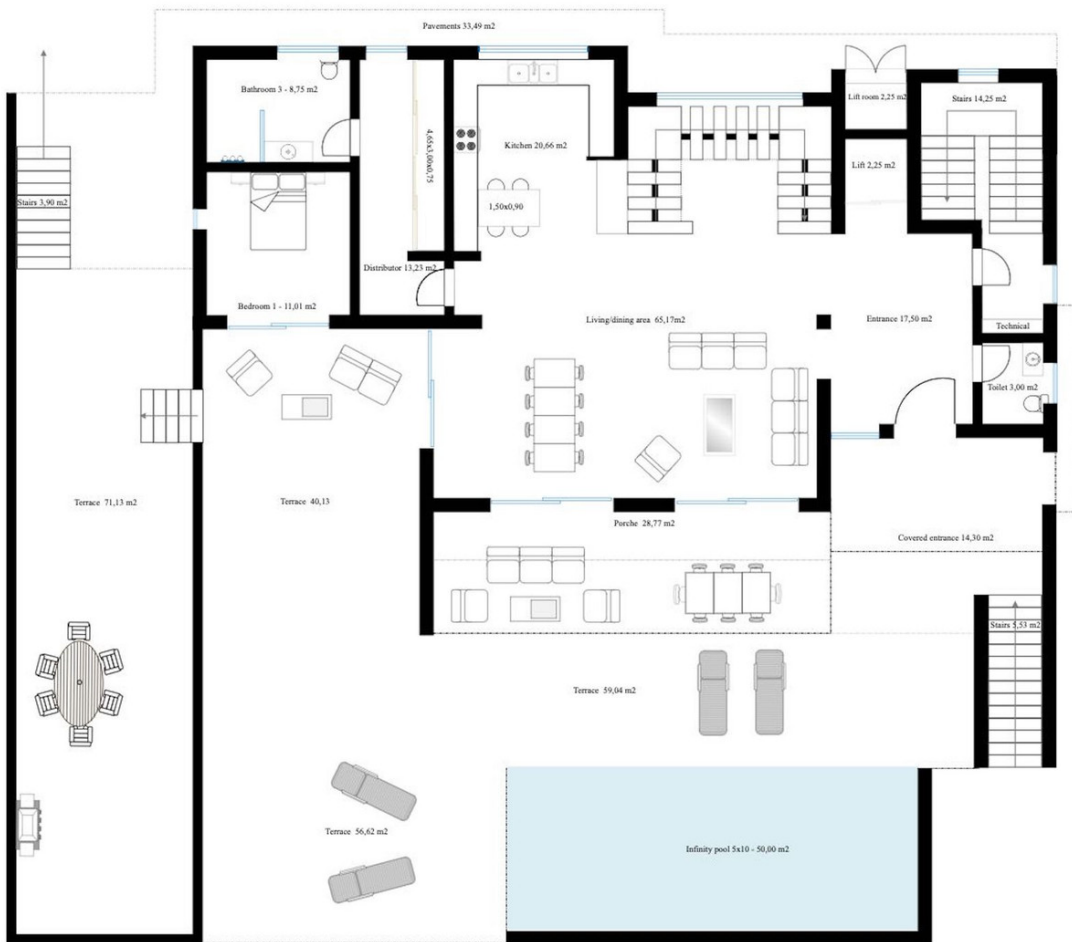 Pavements 33,49 m2
Bathroom 3 - 8,75 m2
Lift room 2,25 m2
Stairs 14,25 m2
4,65x3,00x0,75
Kitchen 20,66 m2
Lift 2,25 m2
Stairs 3,90 m2
1,50x0,90
Distributor 13,23 m2
Bedroom 1 - 11,01 m2
Living/dining area 65,17m2
Entrance 17,50 m2
Technical
Toilet 3,00 m2
Terrace 71,13 m2
Terrace 40,13
Porche 28,77 m2
Covered entrance 14,30 m2
Stairs 5,53 m2
Terrace 59,04 m2
Terrace 56,62 m2
Infinity pool 5x10 - 50,00 m2